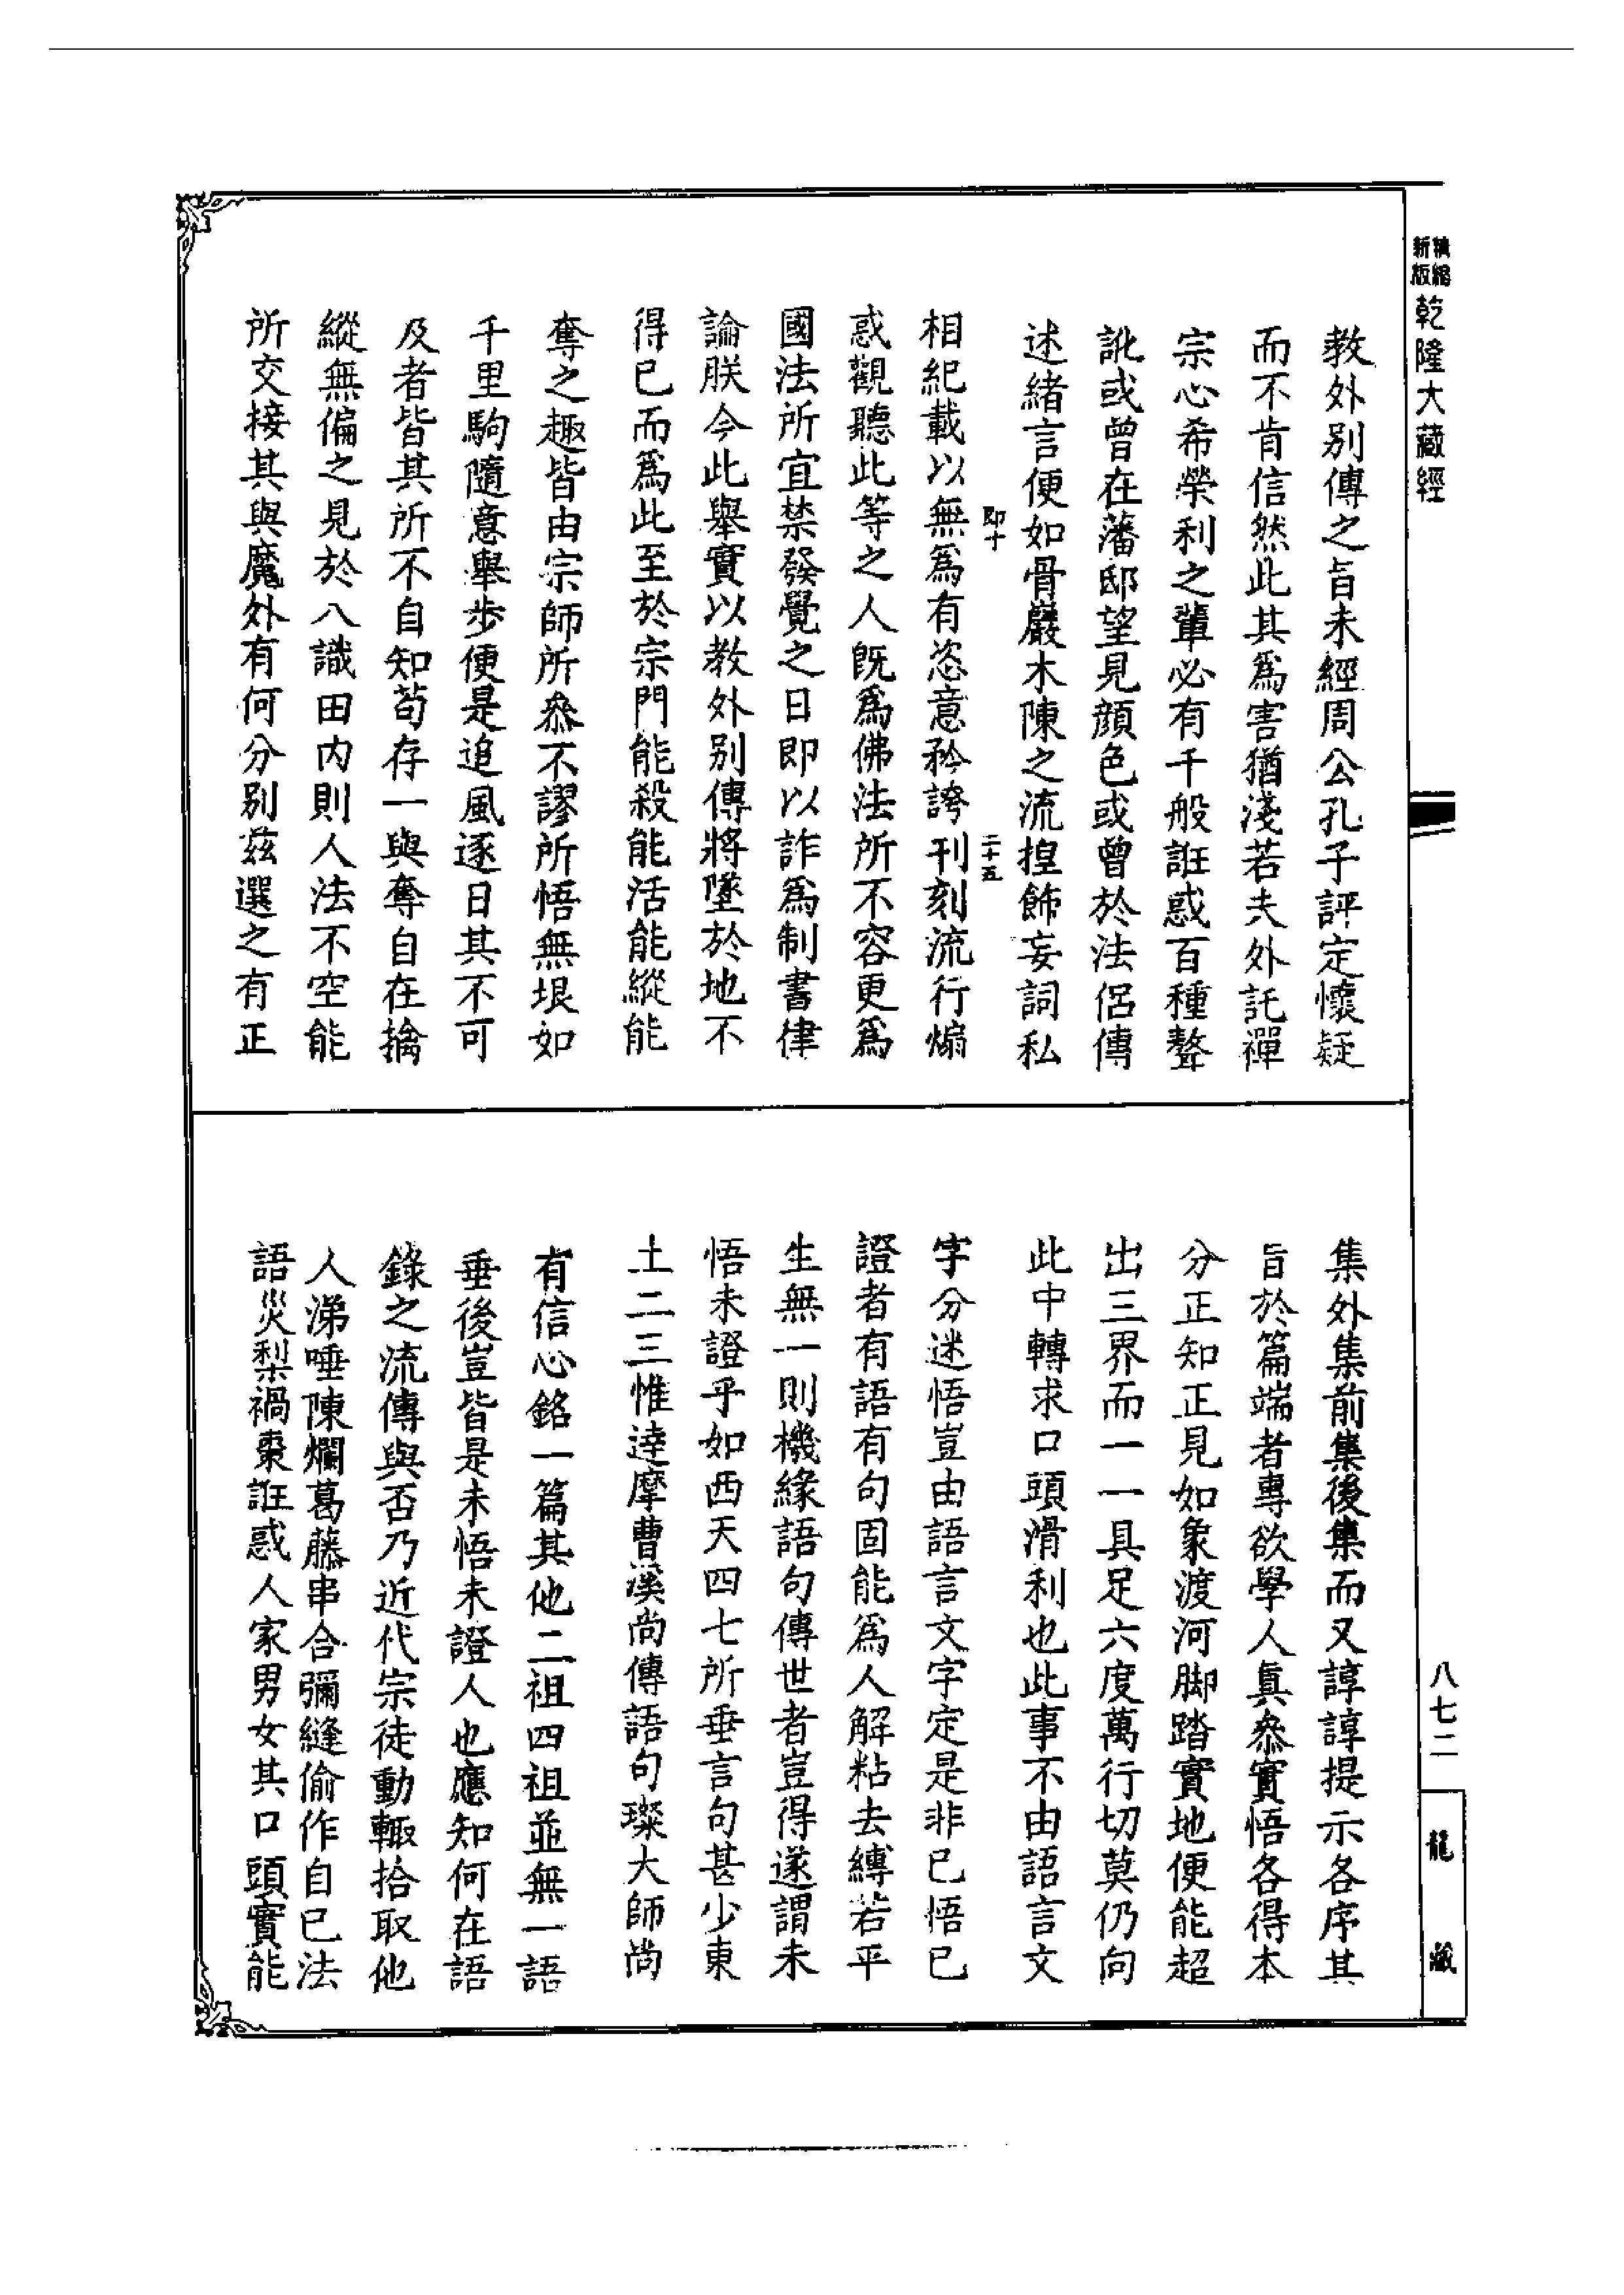 精縮新版乾隆大藏經
教外別傳之旨未經周公孔子評定懷疑
而不肯信然此其爲害猶淺若夫外託禪
宗心希榮利之輩必有千般誑惑百種謷
訛或曾在藩邸望見顏色或曾於法侶傳
述緒言便如骨巖木陳之流揑飾妄詞私
即十 二十五
相紀載以無爲有恣意矜誇刊刻流行煽
惑觀聽此等之人既爲佛法所不容更爲
國法所宜禁發覺之日即以詐爲制書律
論朕今此舉實以教外別傳將墜於地不
得已而爲此至於宗門能殺能活能縱能
奪之趣皆由宗師所叅不謬所悟無垠如
千里駒隨意舉步便是追風逐日其不可
及者皆其所不自知苟存一與奪自在擒
縱無偏之見於八識田內則人法不空能
所交接其與魔外有何分別茲選之有正
集外集前集後集而又諄諄提示各序其
旨於篇端者專欲學人眞叅實悟各得本
分正知正見如象渡河脚踏實地便能超
出三界而一一具足六度萬行切莫仍向
此中轉求口頭滑利也此事不由語言文
字分迷悟豈由語言文字定是非已悟已
證者有語有句固能爲人解粘去縛若平
生無一則機緣語句傳世者豈得遂謂未
悟未證乎如西天四七所垂言句甚少東
土二三惟達摩曹溪尚傳語句璨大師尚
有信心銘一篇其他二祖四祖並無一語
垂後豈皆是未悟未證人也應知何在語
錄之流傳與否乃近代宗徒動輙拾取他
人涕唾陳爛葛藤串合彌縫偷作自已法
語災梨禍棗誑惑人家男女其口頭實能
八七二
龍藏